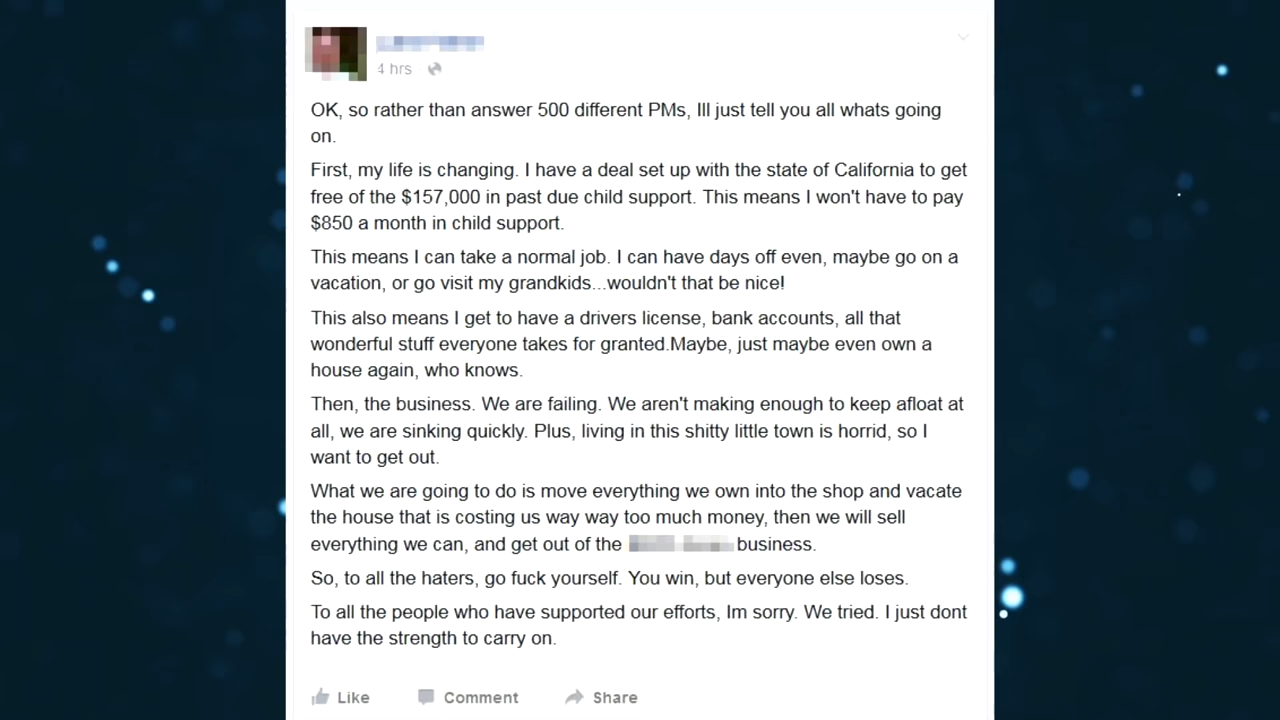 4 hrs
OK, so rather than answer 500 different PMs, Ill just tell you all whats going
on.
First, my life is changing. I have a deal set up with the state of California to get
free of the $157,000 in past due child support. This means I won't have to pay
$850 a month in child support.
This means I can take a normal job. I can have days off even, maybe go on a
vacation, or go visit my grandkids...wouldn't that be nice!
This also means I get to have a drivers license, bank accounts, all that
wonderful stuff everyone takes for granted.Maybe, just maybe even own a
house again, who knows.
Then, the business. We are failing. We aren't making enough to keep afloat at
all, we are sinking quickly. Plus, living in this shitty little town is horrid, so I
want to get out.
What we are going to do is move everything we own into the shop and vacate
the house that is costing us way way too much money, then we will sell
everything we can, and get out of the business.
So, to all the haters, go fuck yourself. You win, but everyone else loses.
To all the people who have supported our efforts, Im sorry. We tried. I just dont
have the strength to carry on.
Like Comment Share